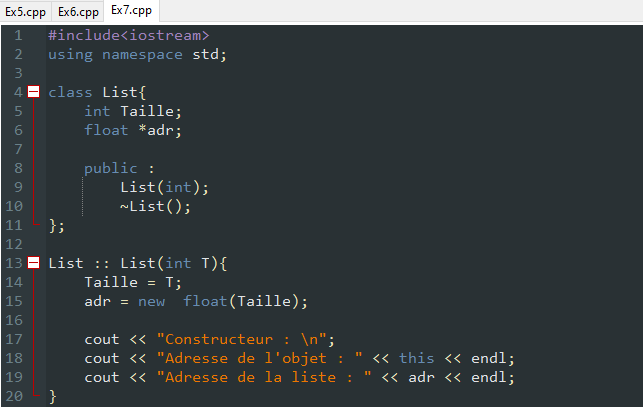 Ex5.cpp Ex6.cpp Ex7.cpp
1 #include<iostream>
2 using namespace std;
3
4 class List{
5     int Taille;
6     float *adr;
7
8     public :
9         List(int);
10         ~List();
11 };
12
13 List :: List(int T){
14     Taille = T;
15     adr = new  float(Taille);
16
17     cout << "Constructeur : \n";
18     cout << "Adresse de l'objet : " << this << endl;
19     cout << "Adresse de la liste : " << adr << endl;
20 }